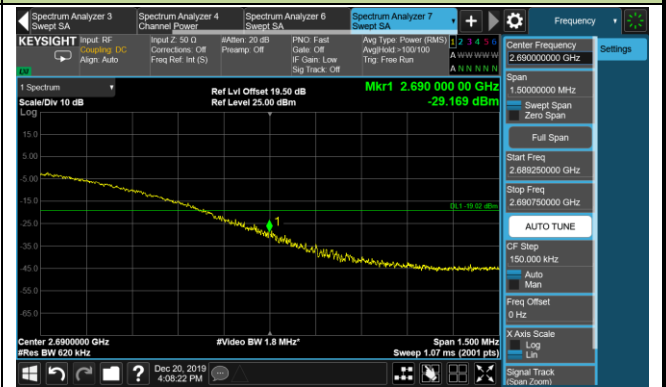 Spectrum Analyzer 3
Swept SA
Spectrum Analyzer 4
Channel Power
Spectrum Analyzer 6
Swept SA
Spectrum Analyzer 7
Swept SA
Frequency
KEYSIGHT
Input: RF
Coupling: DC
Align: Auto
Input Z: 50 Ω
Corrections: Off
Freq Ref: Int (S)
#Atten: 20 dB
Preamp: Off
PNO: Fast
Gate: Off
IF Gain: Low
Sig Track: Off
Avg Type: Power (RMS)
Avg|Hold: >100/100
Trig: Free Run
1 2 3 4 5 6
A W W W W W
A N N N N N
1 Spectrum
Scale/Div 10 dB
Log
Ref Lvl Offset 19.50 dB
Ref Level 25.00 dBm
Mkr1 2.690 000 00 GHz
-29.169 dBm
15.0
5.00
-5.00
-15.0
DL1 -19.02 dBm
-25.0
1
-35.0
-45.0
-55.0
-65.0
Center 2.6900000 GHz
#Res BW 620 kHz
#Video BW 1.8 MHz*
Span 1.500 MHz
Sweep 1.07 ms (2001 pts)
Dec 20, 2019
4:08:22 PM
Center Frequency
2.690000000 GHz
Settings
Span
1.50000000 MHz
Swept Span
Zero Span
Full Span
Start Freq
2.689250000 GHz
Stop Freq
2.690750000 GHz
AUTO TUNE
CF Step
150.000 kHz
Auto
Man
Freq Offset
0 Hz
X Axis Scale
Log
Lin
Signal Track
(Span Zoom)